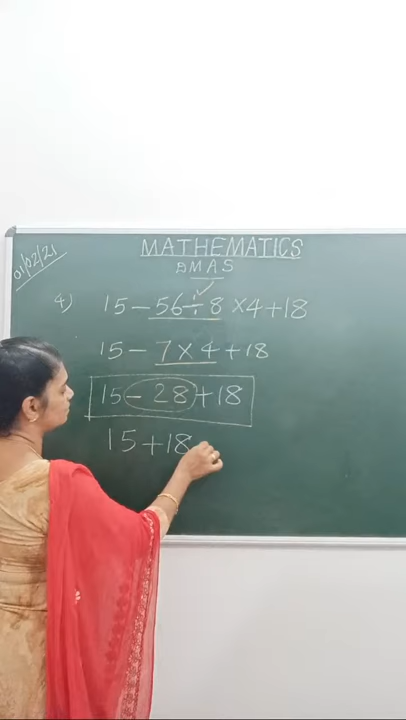 01/02/21
MATHEMATICS
DMAS
4) 15 - 56 ÷ 8 × 4 + 18
15 - 7 × 4 + 18
15 - 28 + 18
15 + 18